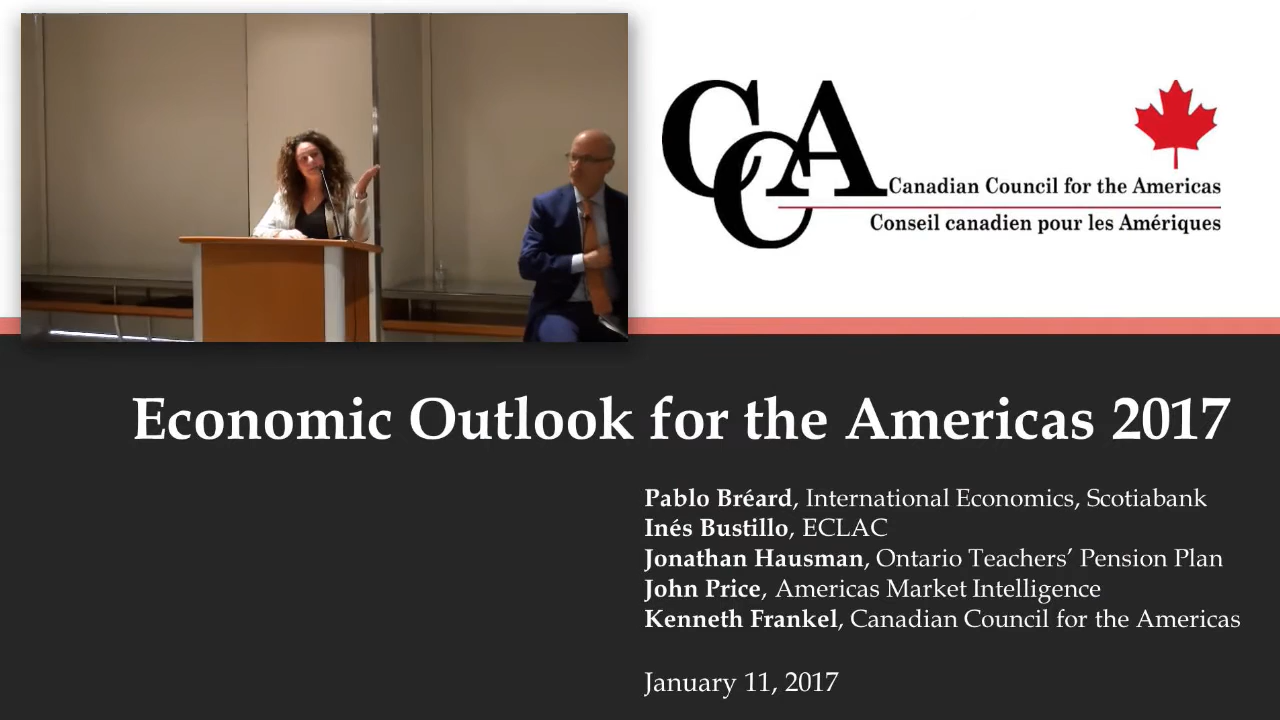 CCCA
Canadian Council for the Americas
Conseil canadien pour les Amériques
Economic Outlook for the Americas 2017
Pablo Bréard, International Economics, Scotiabank
Inés Bustillo, ECLAC
Jonathan Hausman, Ontario Teachers’ Pension Plan
John Price, Americas Market Intelligence
Kenneth Frankel, Canadian Council for the Americas
January 11, 2017